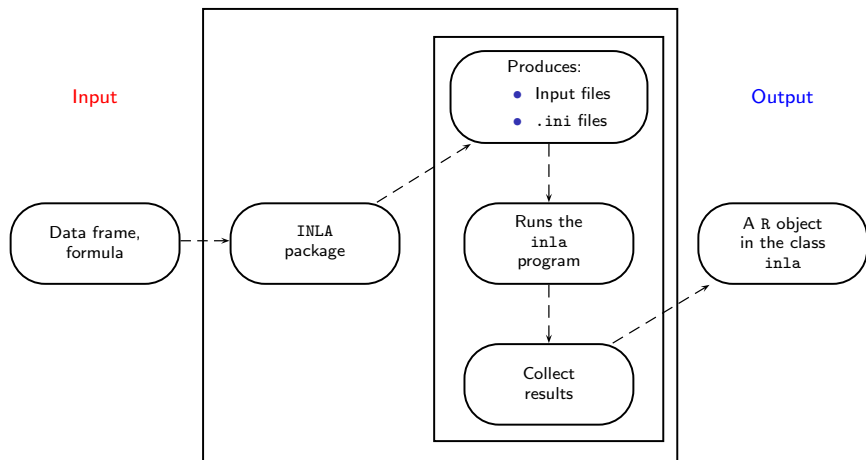 Input
Data frame,
formula
INLA
package
Produces:
• Input files
• .ini files
Runs the
inla
program
Collect
results
Output
A R object
in the class
inla